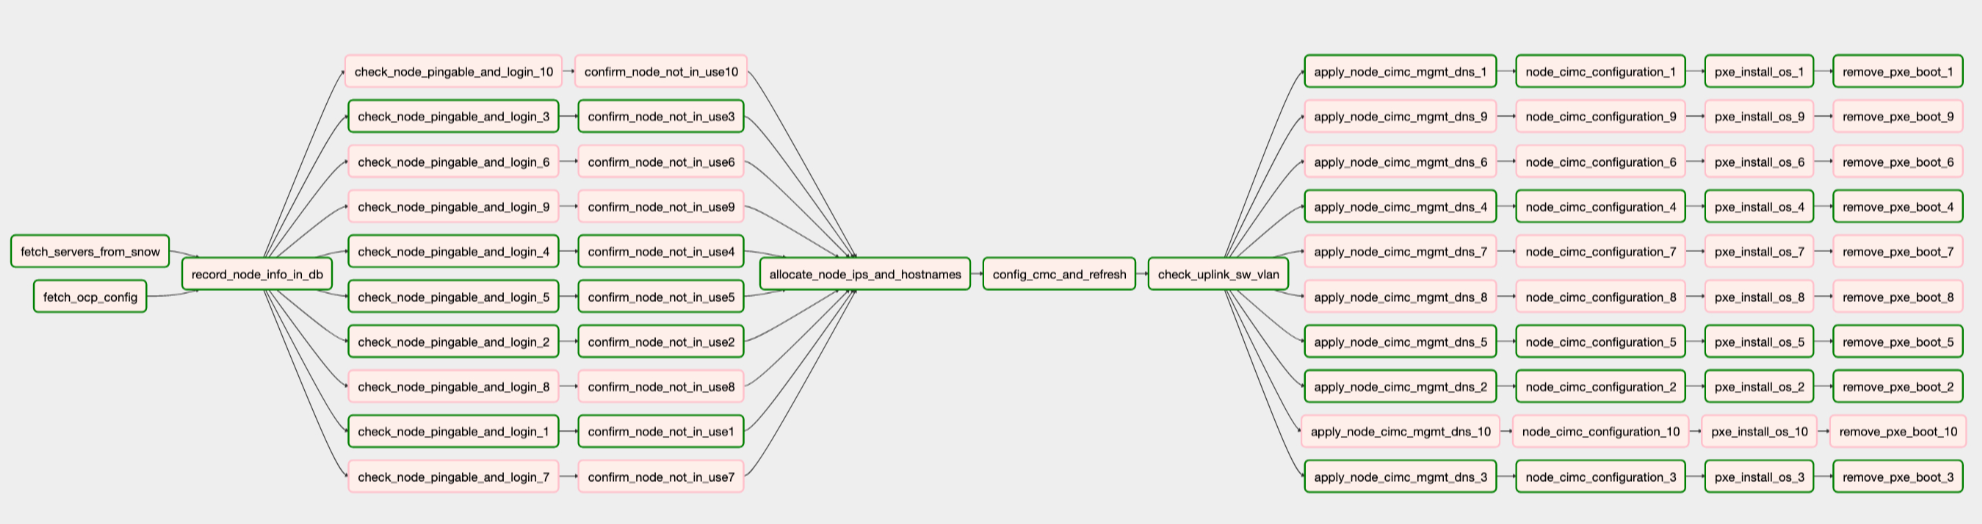 check_node_pingable_and_login_10 confirm_node_not_in_use10 apply_node_cimc_mgmt_dns_1 node_cimc_configuration_1 pxe_install_os_1 remove_pxe_boot_1
check_node_pingable_and_login_3 confirm_node_not_in_use3 apply_node_cimc_mgmt_dns_9 node_cimc_configuration_9 pxe_install_os_9 remove_pxe_boot_9
check_node_pingable_and_login_6 confirm_node_not_in_use6 apply_node_cimc_mgmt_dns_6 node_cimc_configuration_6 pxe_install_os_6 remove_pxe_boot_6
check_node_pingable_and_login_9 confirm_node_not_in_use9 apply_node_cimc_mgmt_dns_4 node_cimc_configuration_4 pxe_install_os_4 remove_pxe_boot_4
fetch_servers_from_snow check_node_pingable_and_login_4 confirm_node_not_in_use4 apply_node_cimc_mgmt_dns_7 node_cimc_configuration_7 pxe_install_os_7 remove_pxe_boot_7
record_node_info_in_db allocate_node_ips_and_hostnames config_cmc_and_refresh check_uplink_sw_vlan
fetch_ocp_config check_node_pingable_and_login_5 confirm_node_not_in_use5 apply_node_cimc_mgmt_dns_8 node_cimc_configuration_8 pxe_install_os_8 remove_pxe_boot_8
check_node_pingable_and_login_2 confirm_node_not_in_use2 apply_node_cimc_mgmt_dns_5 node_cimc_configuration_5 pxe_install_os_5 remove_pxe_boot_5
check_node_pingable_and_login_8 confirm_node_not_in_use8 apply_node_cimc_mgmt_dns_2 node_cimc_configuration_2 pxe_install_os_2 remove_pxe_boot_2
check_node_pingable_and_login_1 confirm_node_not_in_use1 apply_node_cimc_mgmt_dns_10 node_cimc_configuration_10 pxe_install_os_10 remove_pxe_boot_10
check_node_pingable_and_login_7 confirm_node_not_in_use7 apply_node_cimc_mgmt_dns_3 node_cimc_configuration_3 pxe_install_os_3 remove_pxe_boot_3